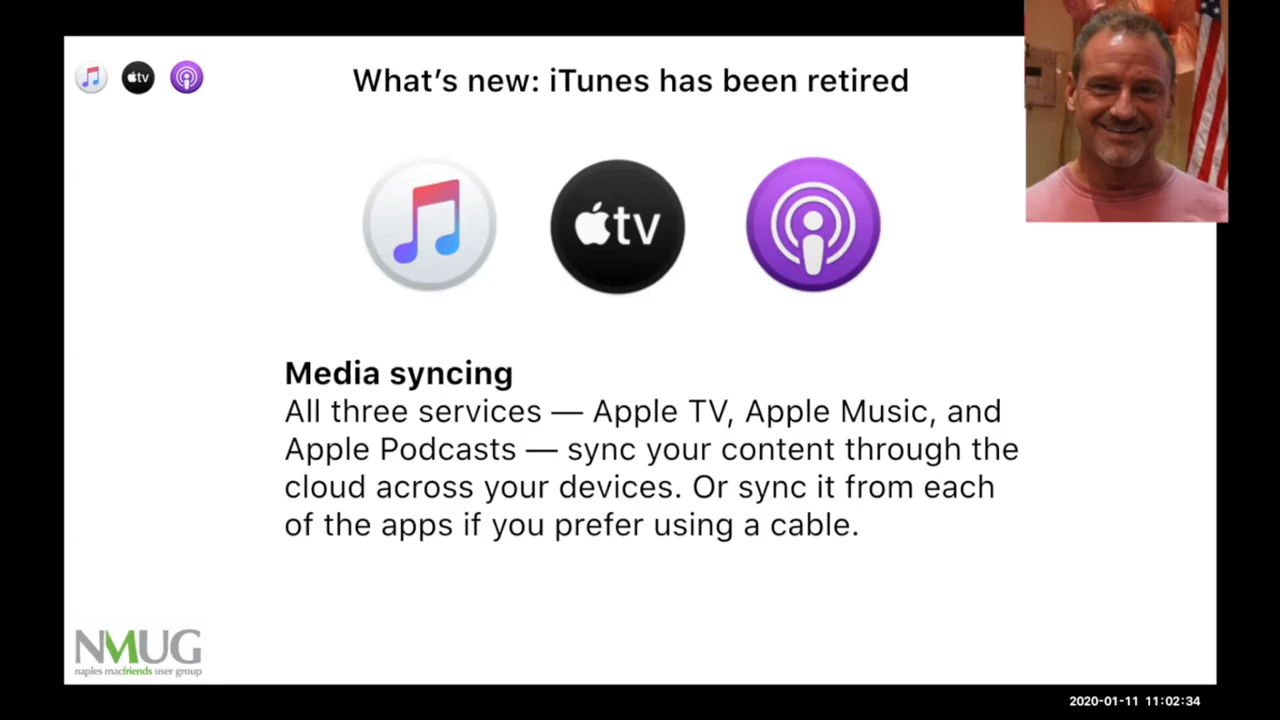 What’s new: iTunes has been retired
tv
tv
Media syncing
All three services — Apple TV, Apple Music, and
Apple Podcasts — sync your content through the
cloud across your devices. Or sync it from each
of the apps if you prefer using a cable.
NMUG
naples macfriends user group
2020-01-11 11:02:34